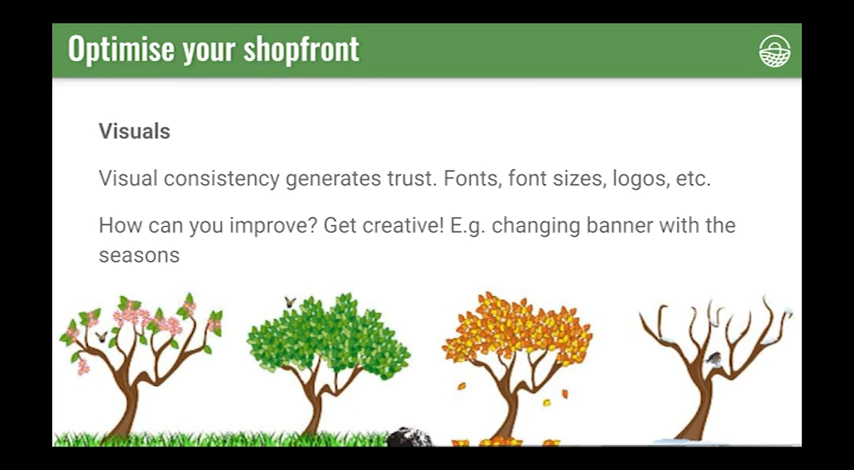 Optimise your shopfront
Visuals
Visual consistency generates trust. Fonts, font sizes, logos, etc.
How can you improve? Get creative! E.g. changing banner with the
seasons